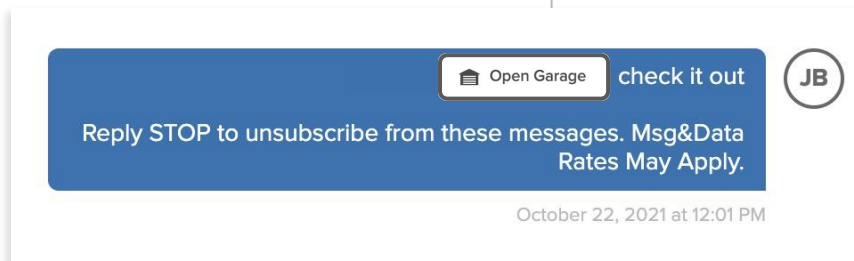 Open Garage check it out
Reply STOP to unsubscribe from these messages. Msg&Data
Rates May Apply.
JB
October 22, 2021 at 12:01 PM